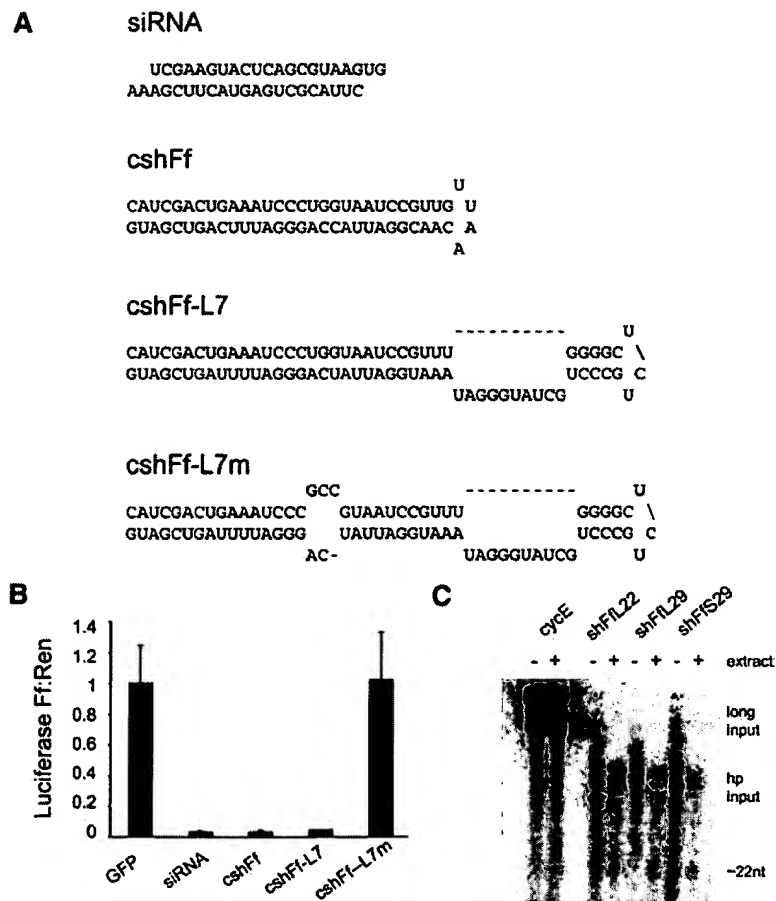 A
siRNA
UCGAAGUACUCAGCGUAAGUG
AAAGCUUCAUGAGUCGCAUUC
cshFf
U
CAUCGACUGAAAUCCCUGGUAAUCCGUUG U
GUAGCUGACUUUAGGGACCAUUAGGCAAC A
A
cshFf-L7
---------- U
CAUCGACUGAAAUCCCUGGUAAUCCGUUU GGGGC \
GUAGCUGAUUUUAGGGACUAUUAGGUAAA UCCCG C
UAGGGUAUCG U
cshFf-L7m
GCC ---------- U
CAUCGACUGAAAUCCC GUAAUCCGUUU GGGGC \
GUAGCUGAUUUUAGGG UAUUAGGUAAA UCCCG C
AC- UAGGGUAUCG U
B
Luciferase Ff:Ren
1.4
1.2
1
0.8
0.6
0.4
0.2
0
GFP
siRNA
cshFf
cshFf-L7
cshFf-L7m
C
cycE
shFfL22
shFfL29
shFfS29
- + - + - + - + extract
long input
hp input
~22nt